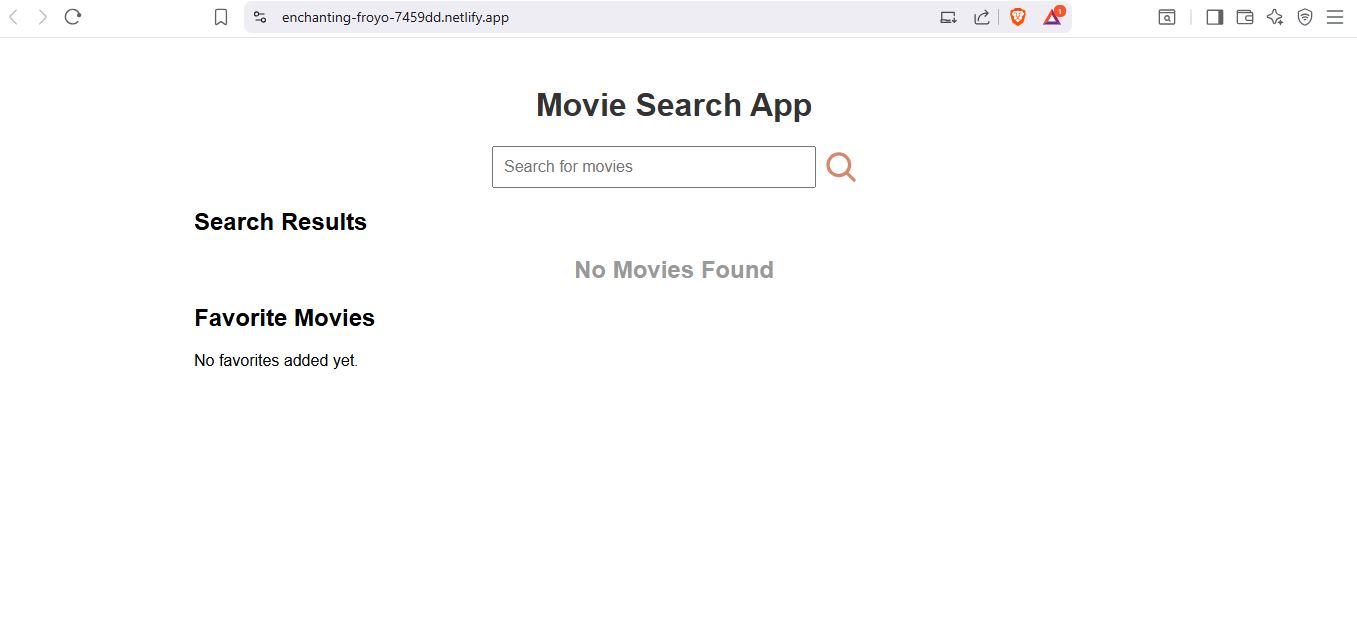 enchanting-froyo-7459dd.netlify.app
1
Movie Search App
Search for movies
Search Results
No Movies Found
Favorite Movies
No favorites added yet.